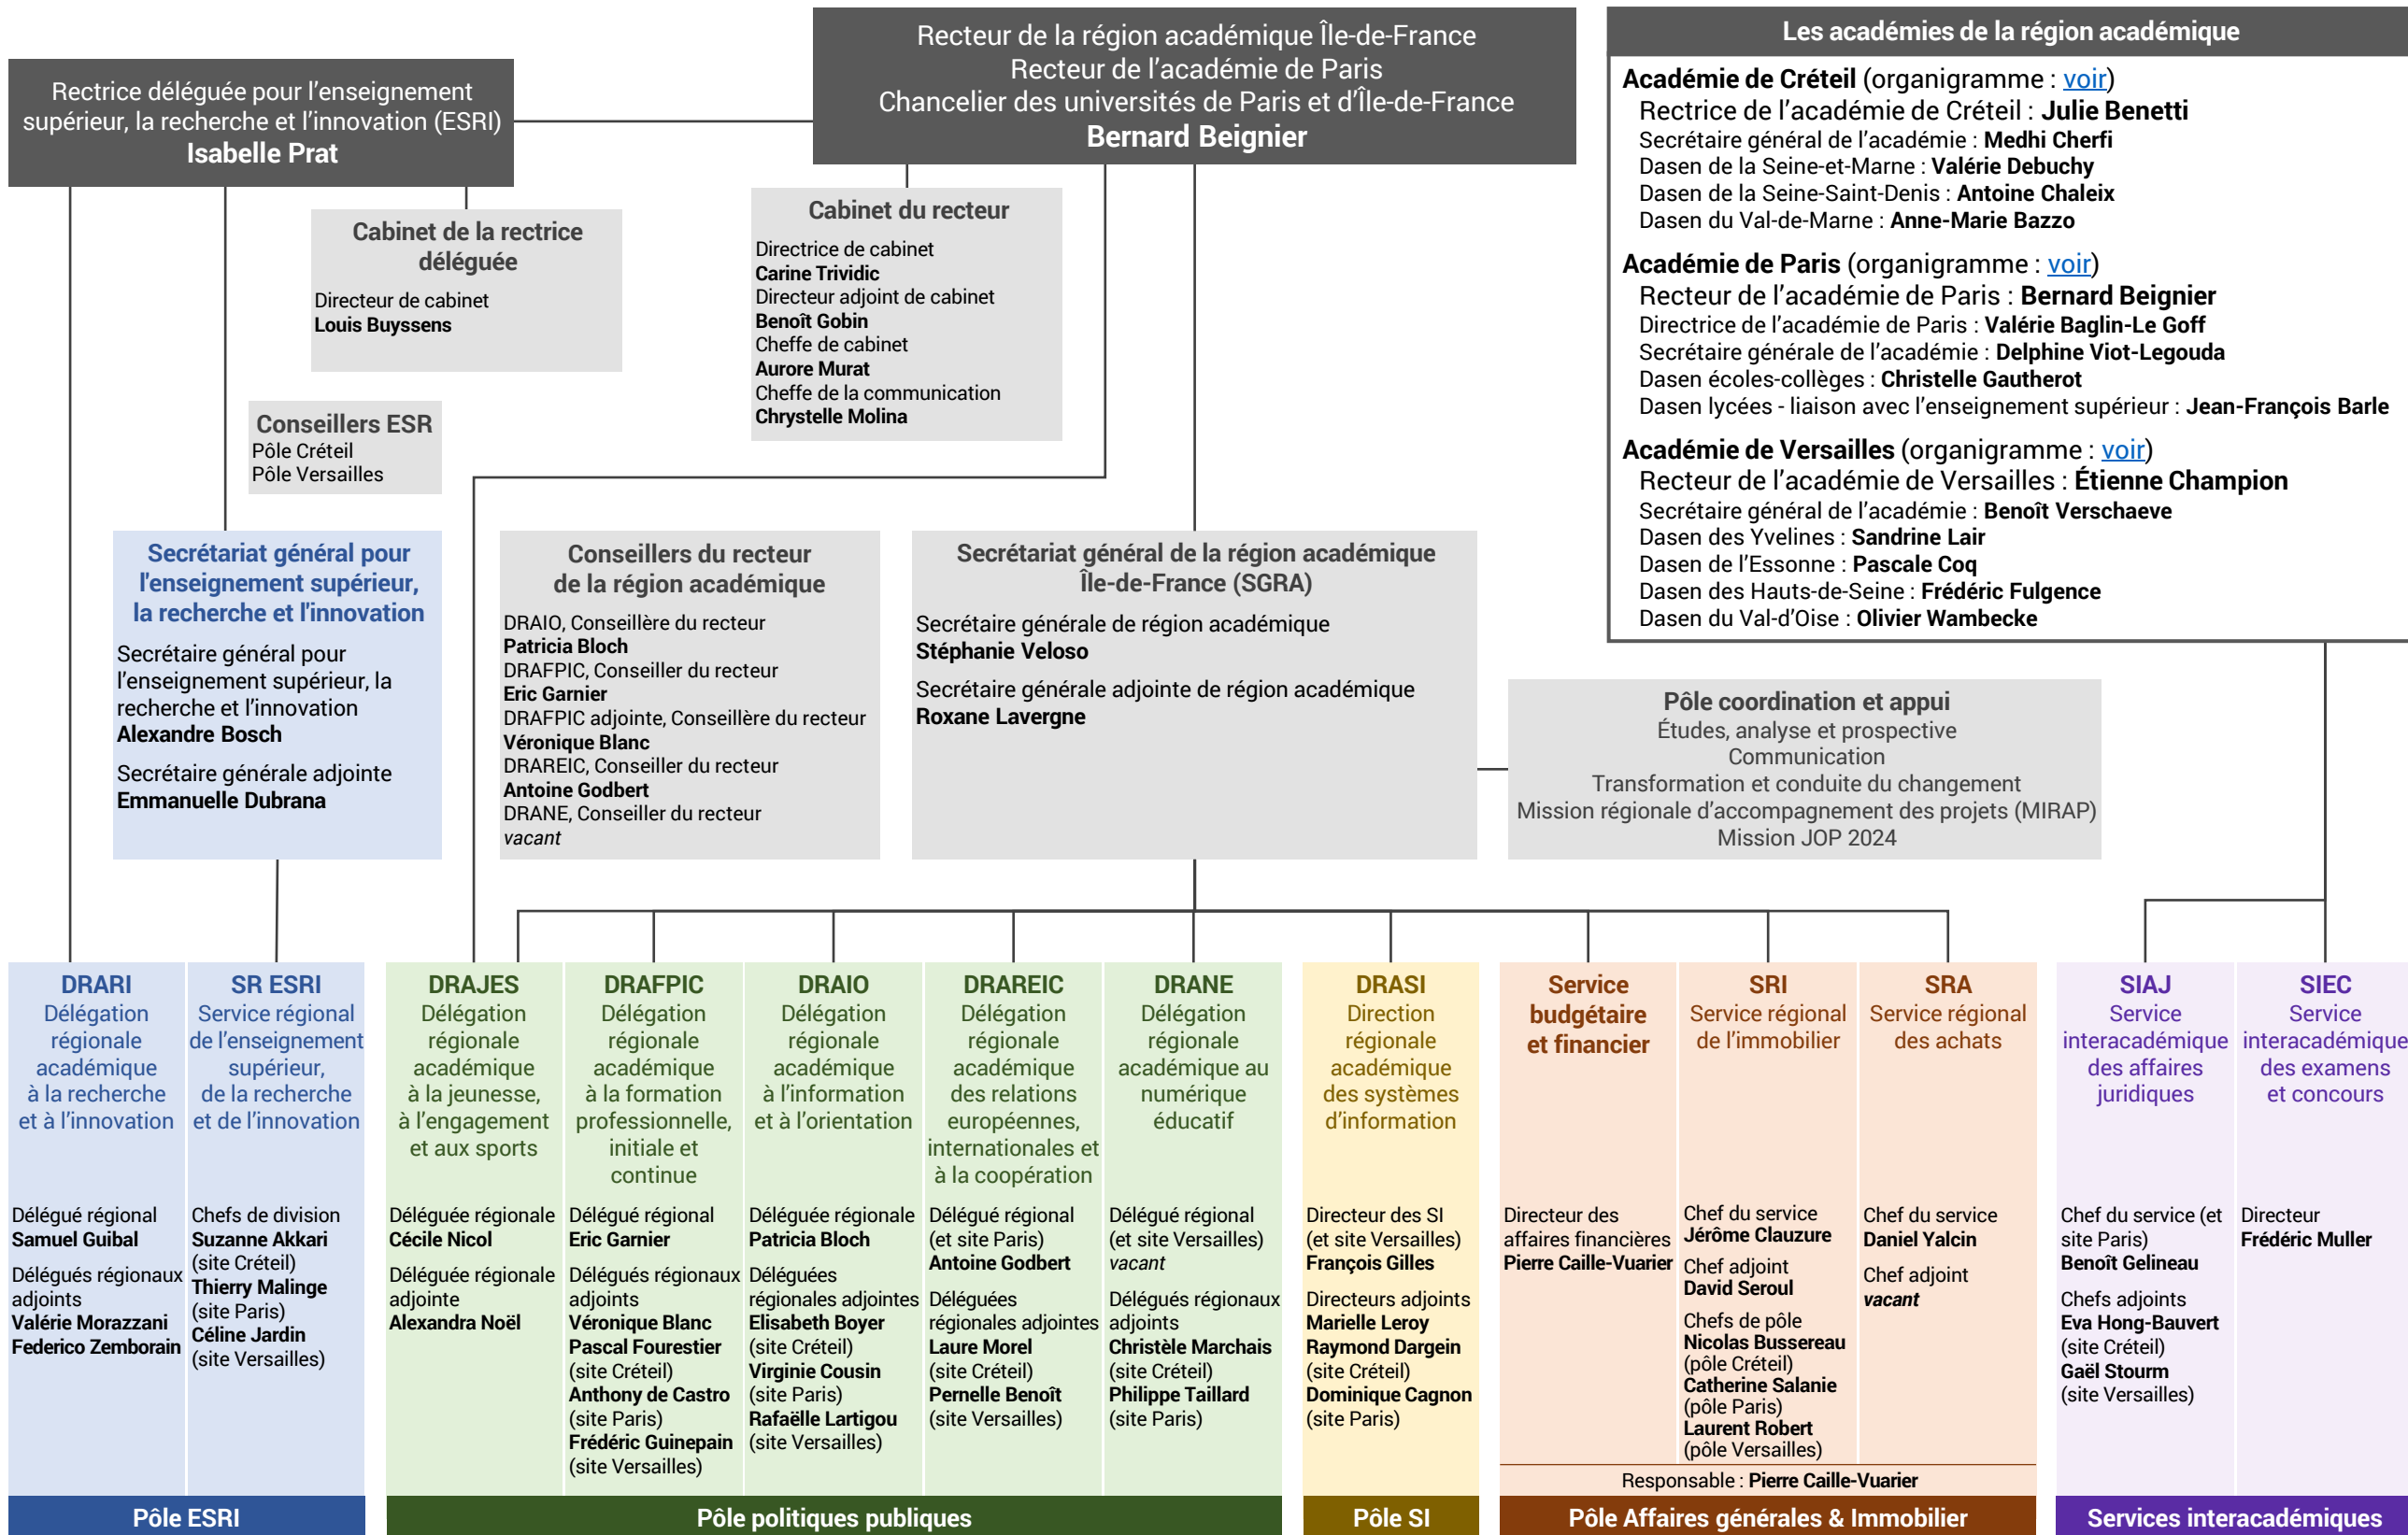 Rectrice déléguée pour l'enseignement
supérieur, la recherche et l'innovation (ESRI)
Isabelle Prat
Recteur de la région académique Île-de-France
Recteur de l'académie de Paris
Chancelier des universités de Paris et d'Île-de-France
Bernard Beignier
Les académies de la région académique
Académie de Créteil (organigramme : voir)
Rectrice de l'académie de Créteil : Julie Benetti
Secrétaire général de l'académie : Medhi Cherfi
Dasen de la Seine-et-Marne : Valérie Debuchy
Dasen de la Seine-Saint-Denis : Antoine Chaleix
Dasen du Val-de-Marne : Anne-Marie Bazzo
Académie de Paris (organigramme : voir)
Recteur de l'académie de Paris : Bernard Beignier
Directrice de l'académie de Paris : Valérie Baglin-Le Goff
Secrétaire générale de l'académie : Delphine Viot-Legouda
Dasen écoles-collèges : Christelle Gautherot
Dasen lycées - liaison avec l'enseignement supérieur : Jean-François Barle
Académie de Versailles (organigramme : voir)
Recteur de l'académie de Versailles : Étienne Champion
Secrétaire général de l'académie : Benoît Verschaeve
Dasen des Yvelines : Sandrine Lair
Dasen de l'Essonne : Pascale Coq
Dasen des Hauts-de-Seine : Frédéric Fulgence
Dasen du Val-d'Oise : Olivier Wambecke
Cabinet de la rectrice
déléguée
Directeur de cabinet
Louis Buyssens
Cabinet du recteur
Directrice de cabinet
Carine Trividic
Directeur adjoint de cabinet
Benoît Gobin
Cheffe de cabinet
Aurore Murat
Cheffe de la communication
Chrystelle Molina
Conseillers ESR
Pôle Créteil
Pôle Versailles
Secrétariat général pour
l'enseignement supérieur,
la recherche et l'innovation
Secrétaire général pour
l'enseignement supérieur, la
recherche et l'innovation
Alexandre Bosch
Secrétaire générale adjointe
Emmanuelle Dubrana
Conseillers du recteur
de la région académique
DRAIO, Conseillère du recteur
Patricia Bloch
DRAFPIC, Conseiller du recteur
Eric Garnier
DRAFPIC adjointe, Conseillère du recteur
Véronique Blanc
DRAREIC, Conseiller du recteur
Antoine Godbert
DRANE, Conseiller du recteur
vacant
Secrétariat général de la région académique
Île-de-France (SGRA)
Secrétaire générale de région académique
Stéphanie Veloso
Secrétaire générale adjointe de région académique
Roxane Lavergne
Pôle coordination et appui
Études, analyse et prospective
Communication
Transformation et conduite du changement
Mission régionale d'accompagnement des projets (MIRAP)
Mission JOP 2024
DRARI
Délégation
régionale
académique
à la recherche
et à l'innovation
Délégué régional
Samuel Guibal
Délégués régionaux
adjoints
Valérie Morazzani
Federico Zemborain
SR ESRI
Service régional
de l'enseignement
supérieur,
de la recherche
et de l'innovation
Chefs de division
Suzanne Akkari
(site Créteil)
Thierry Malinge
(site Paris)
Céline Jardin
(site Versailles)
Pôle ESRI
DRAJES
Délégation
régionale
académique
à la jeunesse,
à l'engagement
et aux sports
Déléguée régionale
Cécile Nicol
Déléguée régionale
adjointe
Alexandra Noël
DRAFPIC
Délégation
régionale
académique
à la formation
professionnelle,
initiale et
continue
Délégué régional
Eric Garnier
Délégués régionaux
adjoints
Véronique Blanc
Pascal Fourestier
(site Créteil)
Anthony de Castro
(site Paris)
Frédéric Guinepain
(site Versailles)
DRAIO
Délégation
régionale
académique
à l'information
et à l'orientation
Déléguée régionale
Patricia Bloch
Déléguées
régionales adjointes
Elisabeth Boyer
(site Créteil)
Virginie Cousin
(site Paris)
Rafaëlle Lartigou
(site Versailles)
DRAREIC
Délégation
régionale
académique
des relations
européennes,
internationales et
à la coopération
Délégué régional
(et site Paris)
Antoine Godbert
Déléguées
régionales adjointes
Laure Morel
(site Créteil)
Pernelle Benoît
(site Versailles)
DRANE
Délégation
régionale
académique au
numérique
éducatif
Délégué régional
(et site Versailles)
vacant
Délégués régionaux
adjoints
Christèle Marchais
(site Créteil)
Philippe Taillard
(site Paris)
Pôle politiques publiques
DRASI
Direction
régionale
académique
des systèmes
d'information
Directeur des SI
(et site Versailles)
François Gilles
Directeurs adjoints
Marielle Leroy
Raymond Dargein
(site Créteil)
Dominique Cagnon
(site Paris)
Pôle SI
Service
budgétaire
et financier
Directeur des
affaires financières
Pierre Caille-Vuarier
SRI
Service régional
de l'immobilier
Chef du service
Jérôme Clauzure
Chef adjoint
David Seroul
Chefs de pôle
Nicolas Bussereau
(pôle Créteil)
Catherine Salanie
(pôle Paris)
Laurent Robert
(pôle Versailles)
SRA
Service régional
des achats
Chef du service
Daniel Yalcin
Chef adjoint
vacant
Responsable : Pierre Caille-Vuarier
Pôle Affaires générales & Immobilier
SIAJ
Service
interacadémique
des affaires
juridiques
Chef du service (et
site Paris)
Benoît Gelineau
Chefs adjoints
Eva Hong-Bauvert
(site Créteil)
Gaël Stourm
(site Versailles)
SIEC
Service
interacadémique
des examens
et concours
Directeur
Frédéric Muller
Services interacadémiques